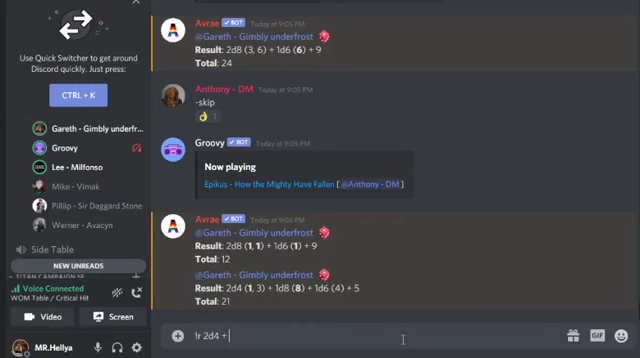 Use Quick Switcher to get around
Discord quickly. Just press:
CTRL + K
Gareth - Gimbly underfr...
Groovy
Lee - Milfonso
Mike - Vimak
Philip - Sir Daggard Stone
Werner - Avacyn
Side Table
NEW UNREADS
Voice Connected
WOM Table / Critical Hit
Video
Screen
MR.Hellya
Avrae ✓ BOT Today at 9:05 PM
@Gareth - Gimbly underfrost
Result: 2d8 (3, 6) + 1d6 (6) + 9
Total: 24
Anthony - DM Today at 9:05 PM
-skip
1
Groovy ✓ BOT Today at 9:05 PM
Now playing
Epikus - How the Mighty Have Fallen [@Anthony - DM]
Avrae ✓ BOT Today at 9:05 PM
@Gareth - Gimbly underfrost
Result: 2d8 (1, 1) + 1d6 (1) + 9
Total: 12
@Gareth - Gimbly underfrost
Result: 2d4 (1, 3) + 1d8 (8) + 1d6 (4) + 5
Total: 21
!r 2d4 +
GIF